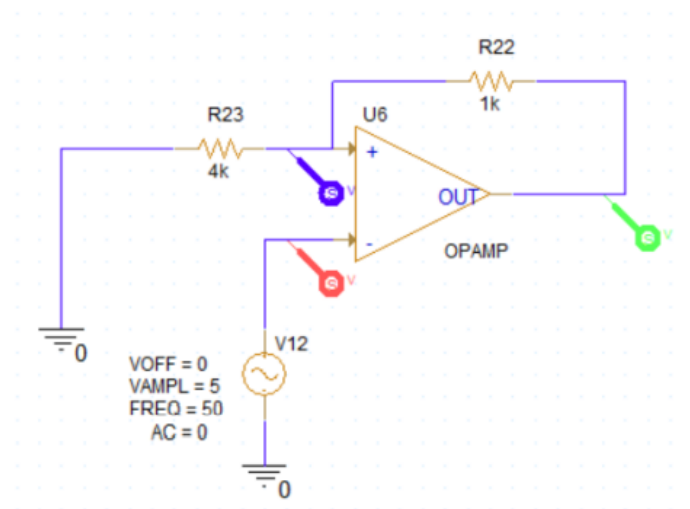 R22
1k
R23
4k
U6
+
V
OUT
-
V
V
OPAMP
V12
VOFF = 0
VAMPL = 5
FREQ = 50
AC = 0
0
0